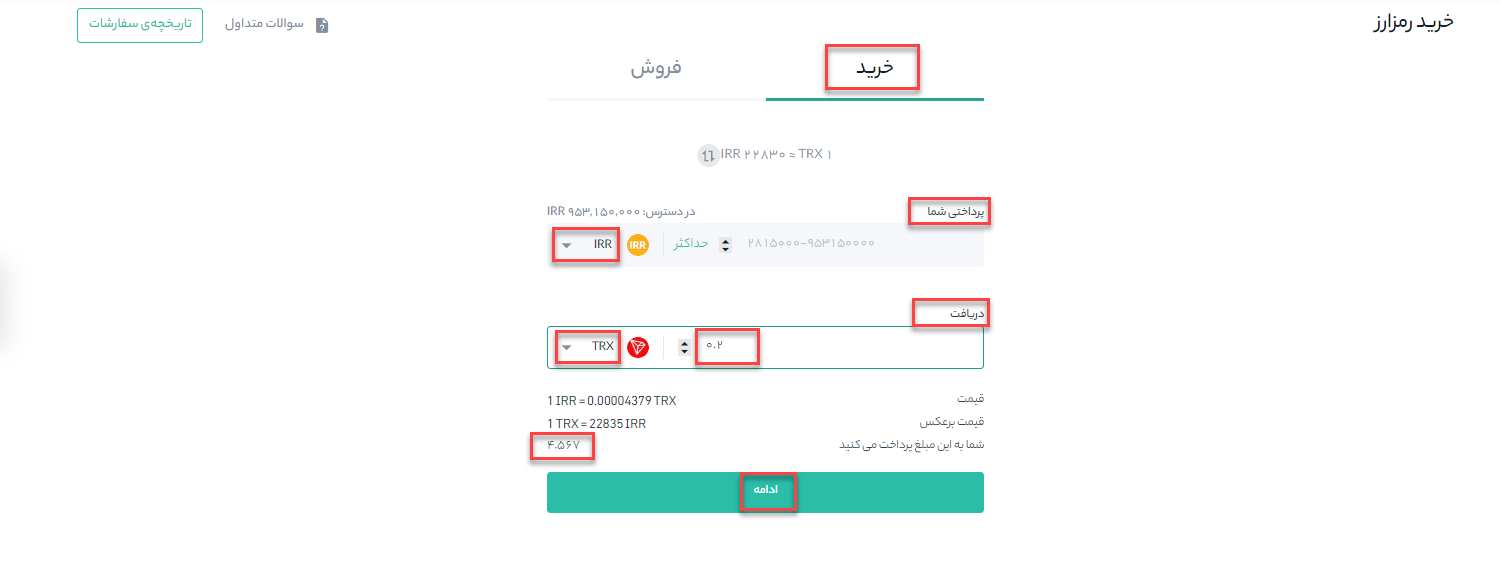 خرید رمزارز
سوالات متداول
تاریخچه‌ی سفارشات
خرید
فروش
۱ TRX ≈ ۲۲۸۳۰ IRR
پرداختی شما
در دسترس: ۹۵۳,۱۵۰,۰۰۰ IRR
۲۸۱۵۰۰۰-۹۵۳۱۵۰۰۰۰
حداکثر
IRR
IRR
دریافت
۰.۲
TRX
قیمت
1 IRR = 0.00004379 TRX
قیمت برعکس
1 TRX = 22835 IRR
شما به این مبلغ پرداخت می کنید
۴.۵۶۷
ادامه